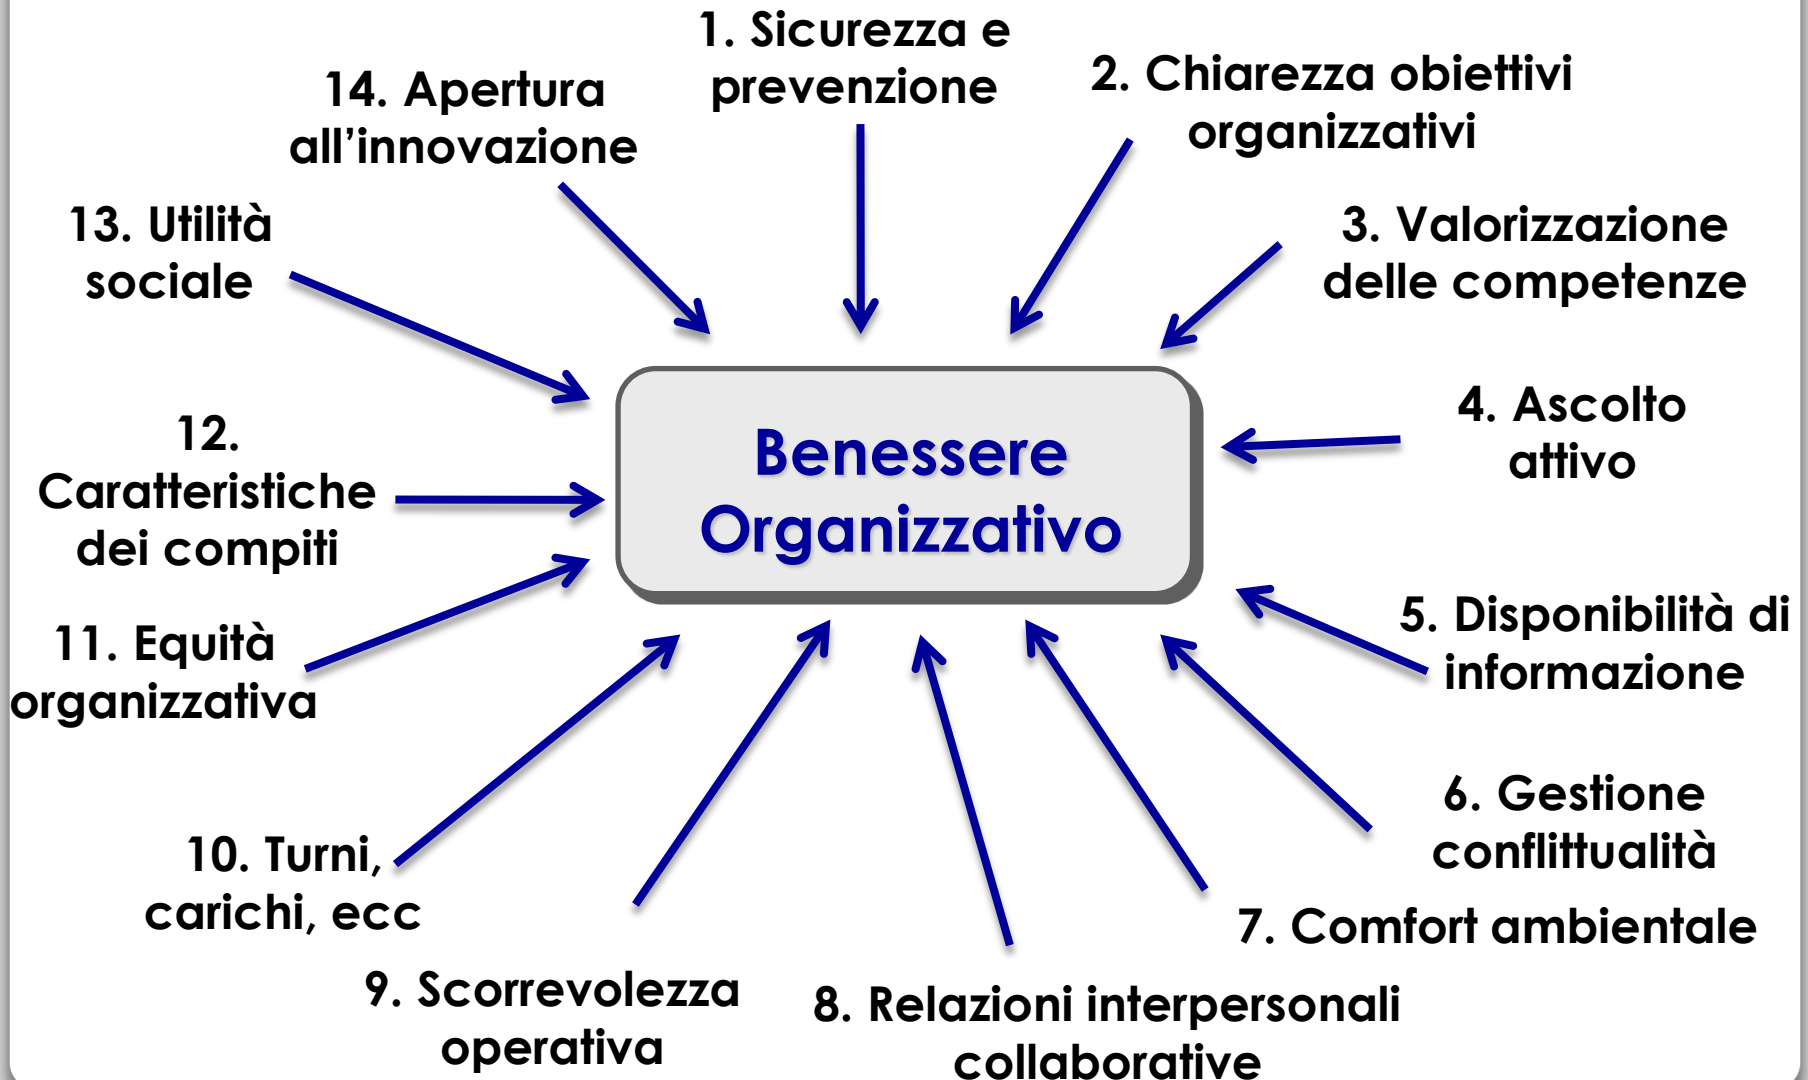 1. Sicurezza e
prevenzione
2. Chiarezza obiettivi
organizzativi
3. Valorizzazione
delle competenze
4. Ascolto
attivo
5. Disponibilità di
informazione
6. Gestione
conflittualità
7. Comfort ambientale
8. Relazioni interpersonali
collaborative
9. Scorrevolezza
operativa
10. Turni,
carichi, ecc
11. Equità
organizzativa
12.
Caratteristiche
dei compiti
13. Utilità
sociale
14. Apertura
all’innovazione
Benessere
Organizzativo